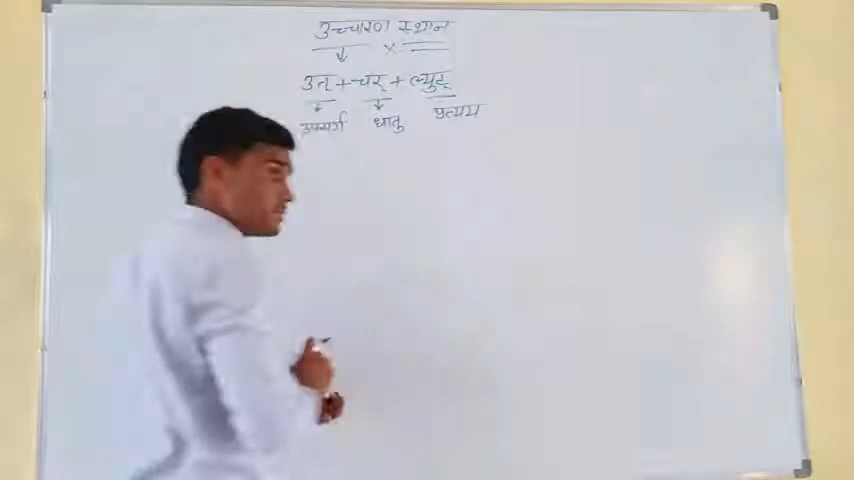 उच्चारण स्थान
उत् + चर् + ल्युट्
उपसर्ग धातु प्रत्यय